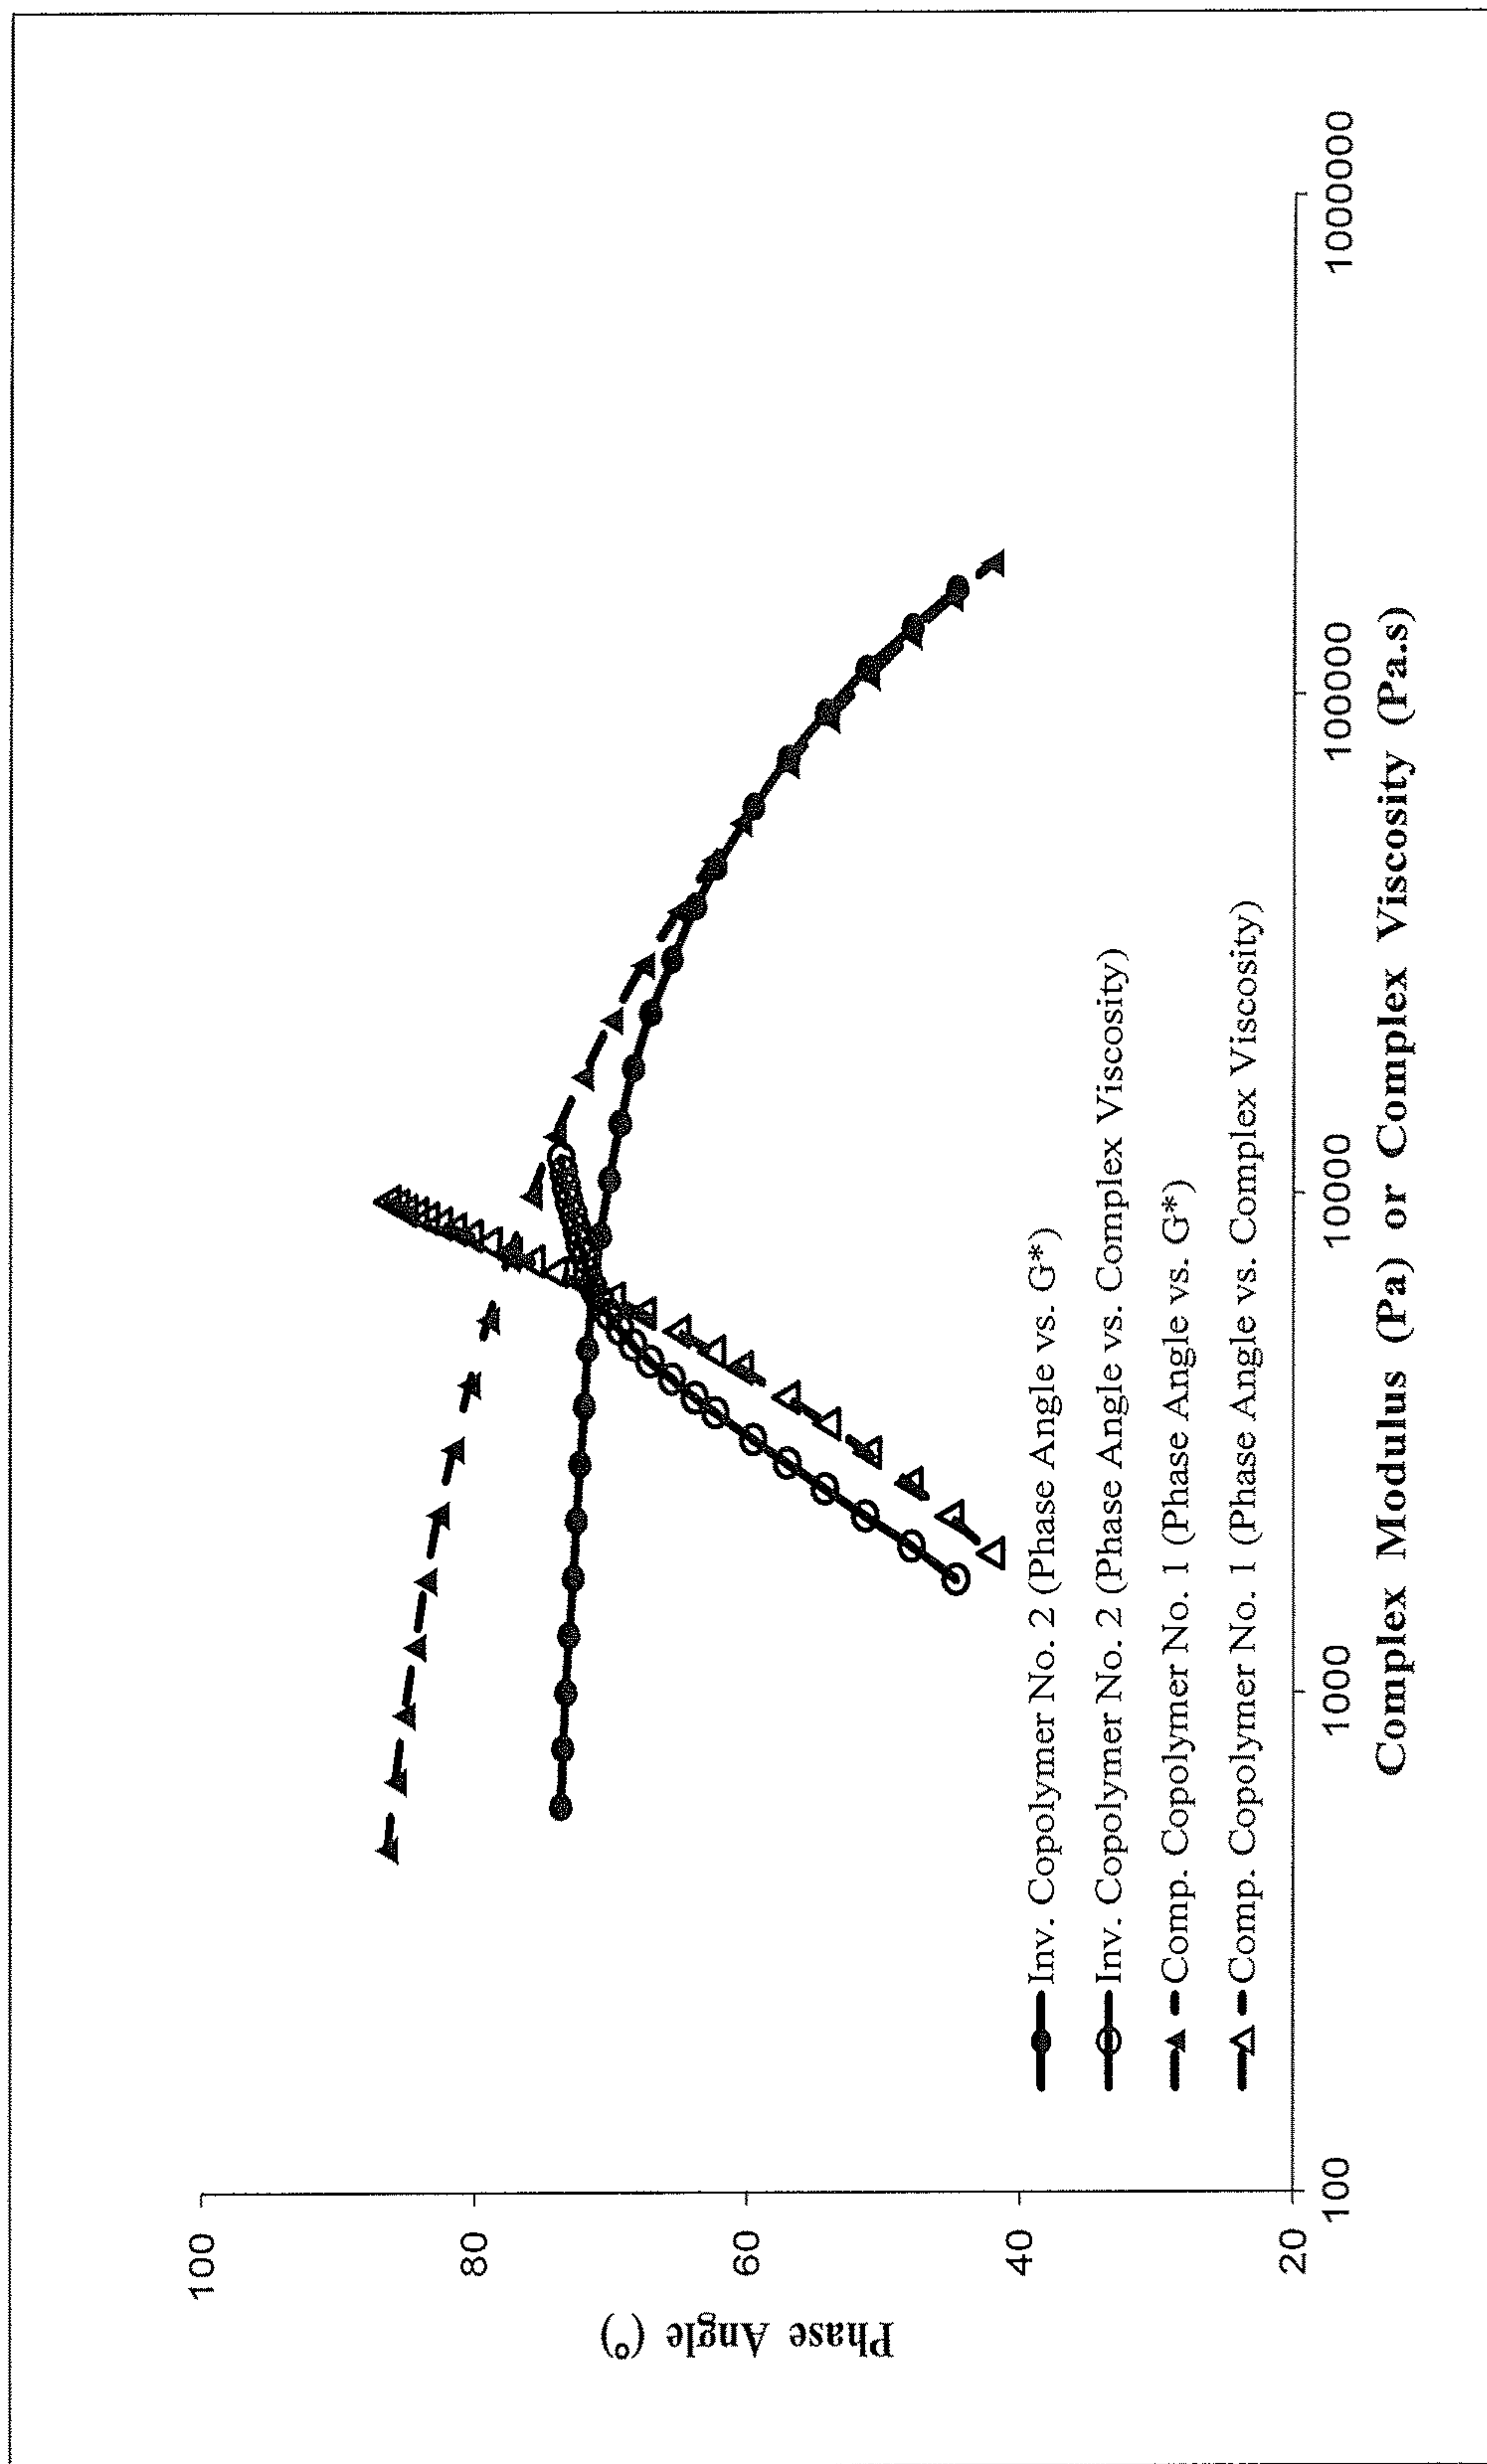 Phase Angle (°)
100
80
60
40
20
Inv. Copolymer No. 2 (Phase Angle vs. G*)
Inv. Copolymer No. 2 (Phase Angle vs. Complex Viscosity)
Comp. Copolymer No. 1 (Phase Angle vs. G*)
Comp. Copolymer No. 1 (Phase Angle vs. Complex Viscosity)
100
1000
10000
100000
1000000
Complex Modulus (Pa) or Complex Viscosity (Pa.s)